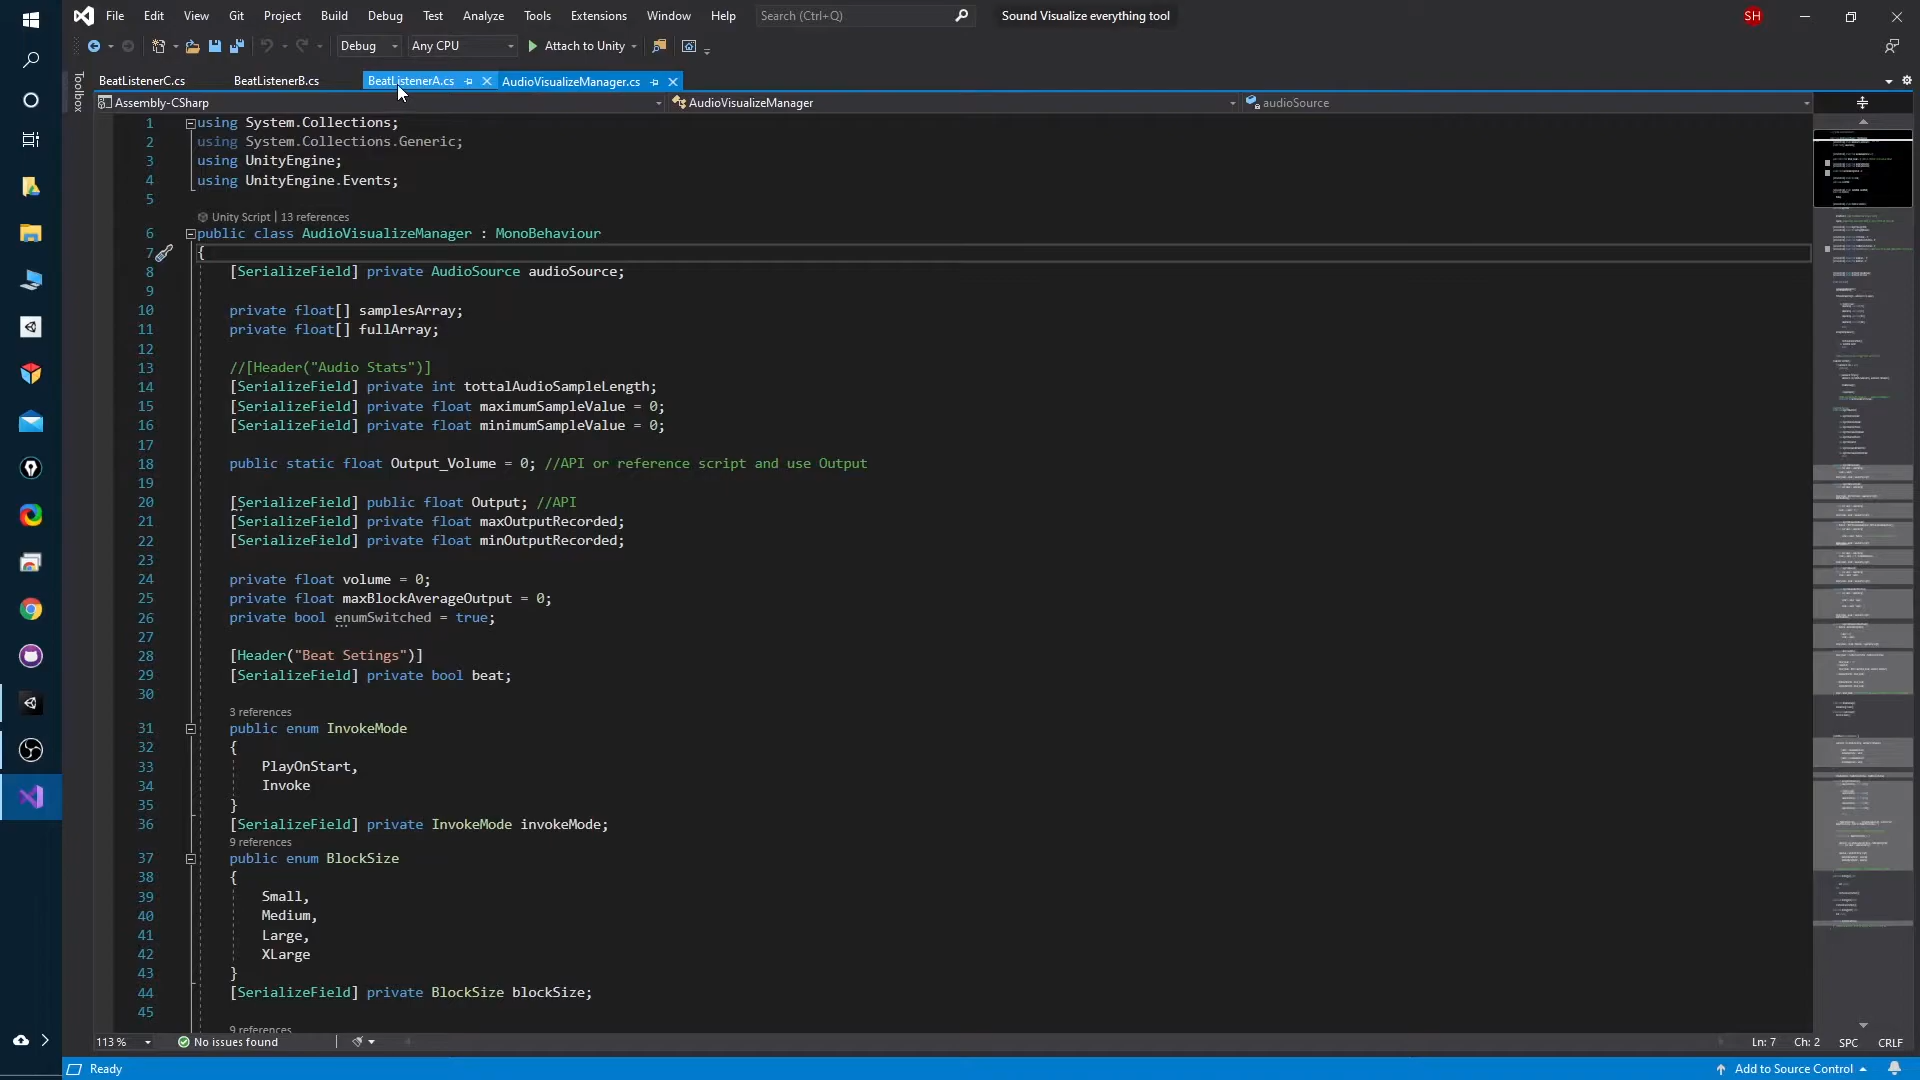 File Edit View Git Project Build Debug Test Analyze Tools Extensions Window Help Search (Ctrl+Q) Sound Visualize everything tool SH
Debug Any CPU Attach to Unity
Toolbox
BeatListenerC.cs BeatListenerB.cs BeatListenerA.cs AudioVisualizeManager.cs
Assembly-CSharp AudioVisualizeManager audioSource
1 using System.Collections;
2 using System.Collections.Generic;
3 using UnityEngine;
4 using UnityEngine.Events;
5
Unity Script | 13 references
6 public class AudioVisualizeManager : MonoBehaviour
7 {
8 [SerializeField] private AudioSource audioSource;
9
10 private float[] samplesArray;
11 private float[] fullArray;
12
13 //[Header("Audio Stats")]
14 [SerializeField] private int tottalAudioSampleLength;
15 [SerializeField] private float maximumSampleValue = 0;
16 [SerializeField] private float minimumSampleValue = 0;
17
18 public static float Output_Volume = 0; //API or reference script and use Output
19
20 [SerializeField] public float Output; //API
21 [SerializeField] private float maxOutputRecorded;
22 [SerializeField] private float minOutputRecorded;
23
24 private float volume = 0;
25 private float maxBlockAverageOutput = 0;
26 private bool enumSwitched = true;
27
28 [Header("Beat Setings")]
29 [SerializeField] private bool beat;
30
3 references
31 public enum InvokeMode
32 {
33 PlayOnStart,
34 Invoke
35 }
36 [SerializeField] private InvokeMode invokeMode;
9 references
37 public enum BlockSize
38 {
39 Small,
40 Medium,
41 Large,
42 XLarge
43 }
44 [SerializeField] private BlockSize blockSize;
45
9 references
113 % No issues found Ln: 7 Ch: 2 SPC CRLF
Ready Add to Source Control